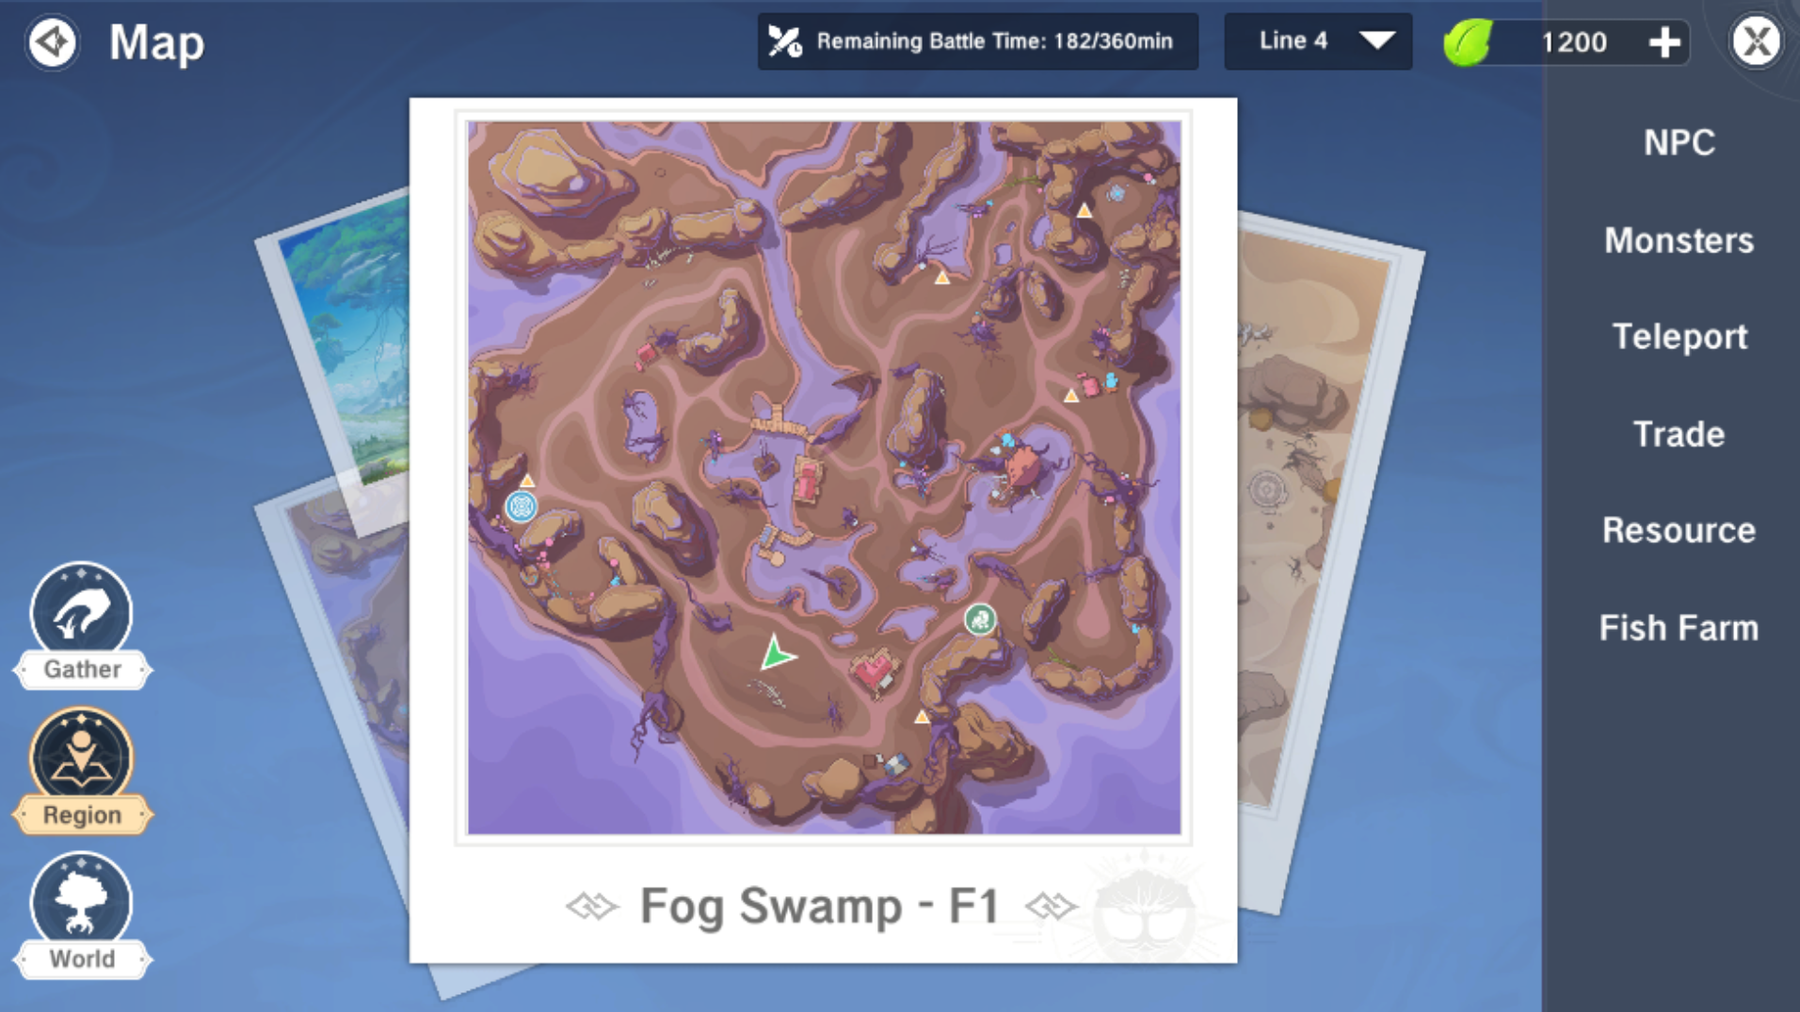 Map
Remaining Battle Time: 182/360min
Line 4
1200
NPC
Monsters
Teleport
Trade
Resource
Fish Farm
Gather
Region
World
Fog Swamp - F1